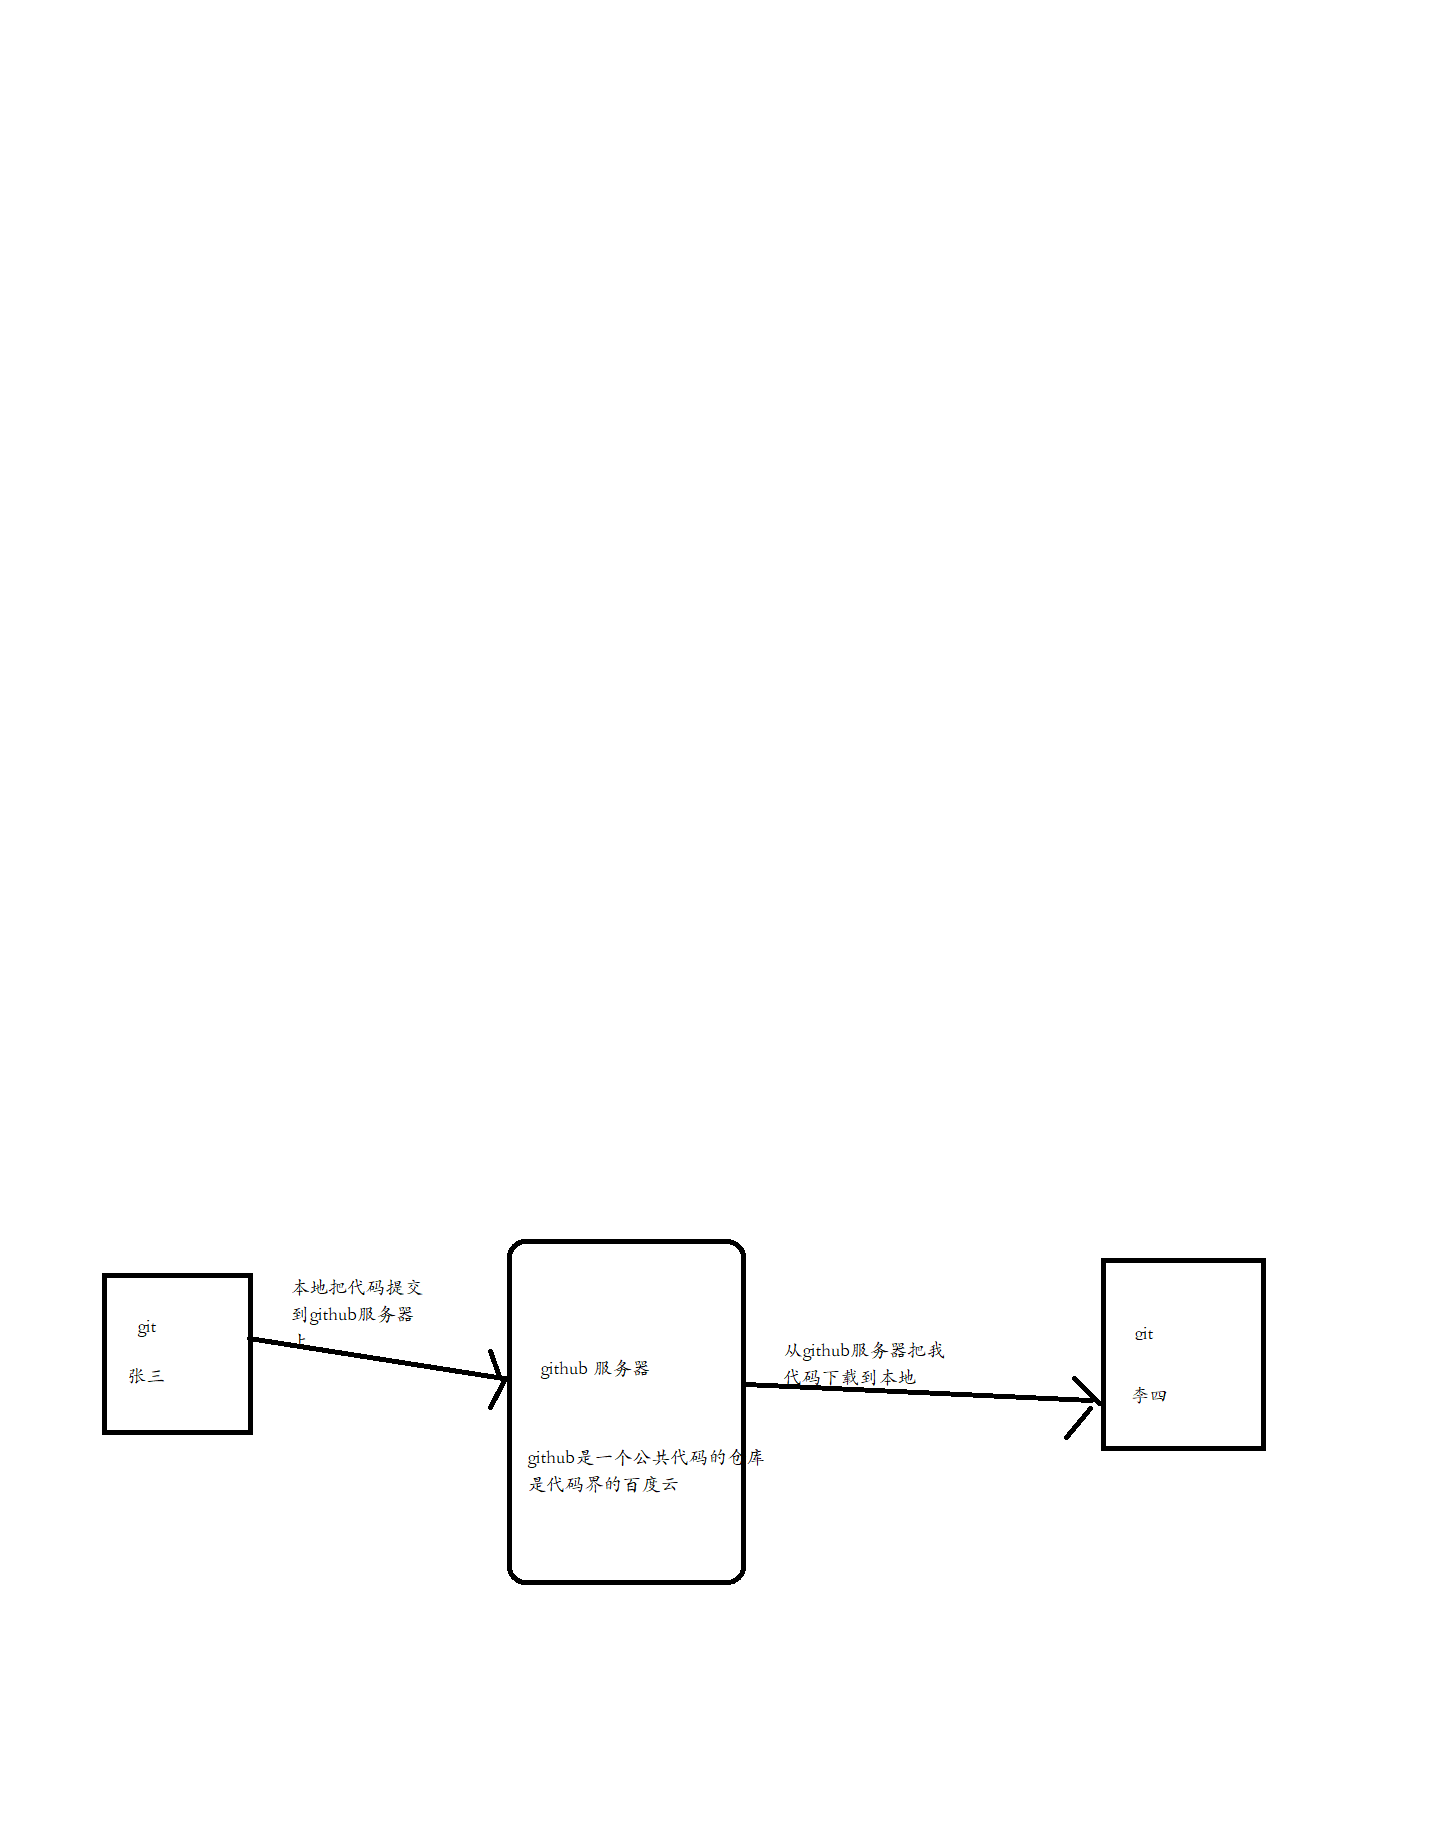 git
张三
本地把代码提交
到github服务器
上
github 服务器
github是一个公共代码的仓库
是代码界的百度云
从github服务器把我
代码下载到本地
git
李四